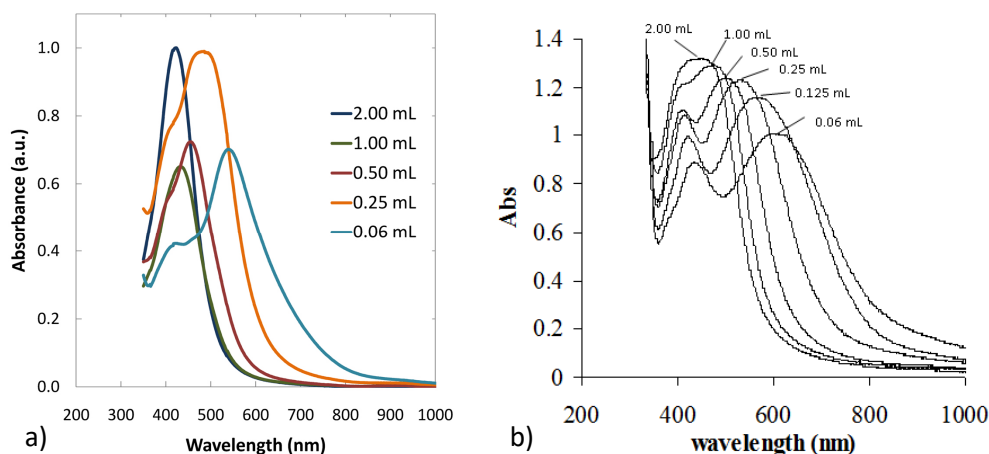 Absorbance (a.u.)
1.0
0.8
0.6
0.4
0.2
0.0
200 300 400 500 600 700 800 900 1000
Wavelength (nm)
2.00 mL
1.00 mL
0.50 mL
0.25 mL
0.06 mL
a)
Abs
1.4
1.2
1
0.8
0.6
0.4
0.2
0
200 400 600 800 1000
wavelength (nm)
2.00 mL
1.00 mL
0.50 mL
0.25 mL
0.125 mL
0.06 mL
b)